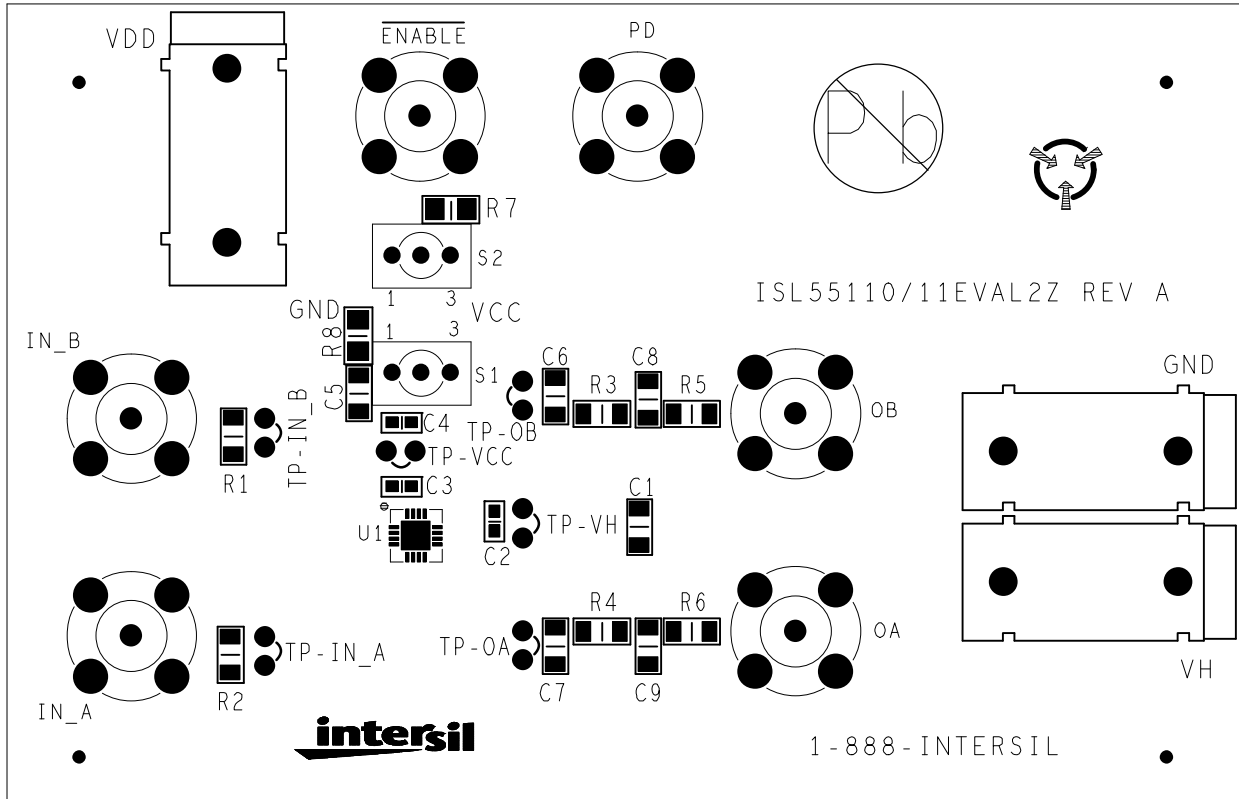 VDD
ENABLE
PD
Pb
R7
S2
1 3
GND
VCC
R8
1 3
S1
ISL55110/11EVAL2Z REV A
IN_B
C5
C6
C8
R3
R5
GND
C4
TP-OB
OB
TP-IN_B
R1
TP-VCC
C3
U1
C2
TP-VH
C1
R4
R6
TP-IN_A
TP-OA
OA
R2
C7
C9
VH
IN_A
intersil
1-888-INTERSIL